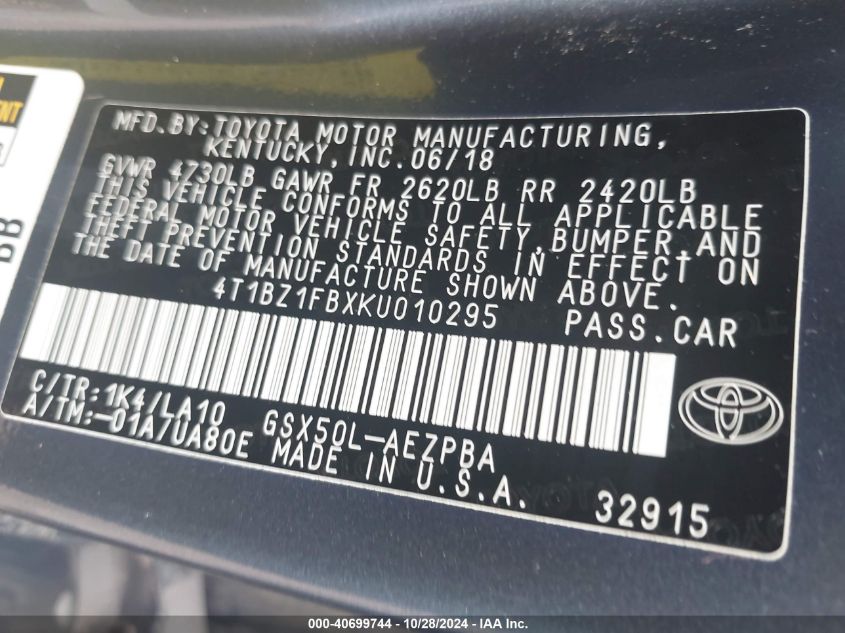 MENT
BB
MFD.BY:TOYOTA MOTOR MANUFACTURING,
KENTUCKY,INC.06/18
GVWR 4730LB GAWR FR 2620LB RR 2420LB
THIS VEHICLE CONFORMS TO ALL APPLICABLE
FEDERAL MOTOR VEHICLE SAFETY,BUMPER,AND
THEFT PREVENTION STANDARDS IN EFFECT ON
THE DATE OF MANUFACTURE SHOWN ABOVE.
4T1BZ1FBXKU010295 PASS.CAR
C/TR:1K4/LA10 GSX50L-AEZPBA
A/TM:-01A/UA80E MADE IN U.S.A.
32915
000-40699744 - 10/28/2024 - IAA Inc.